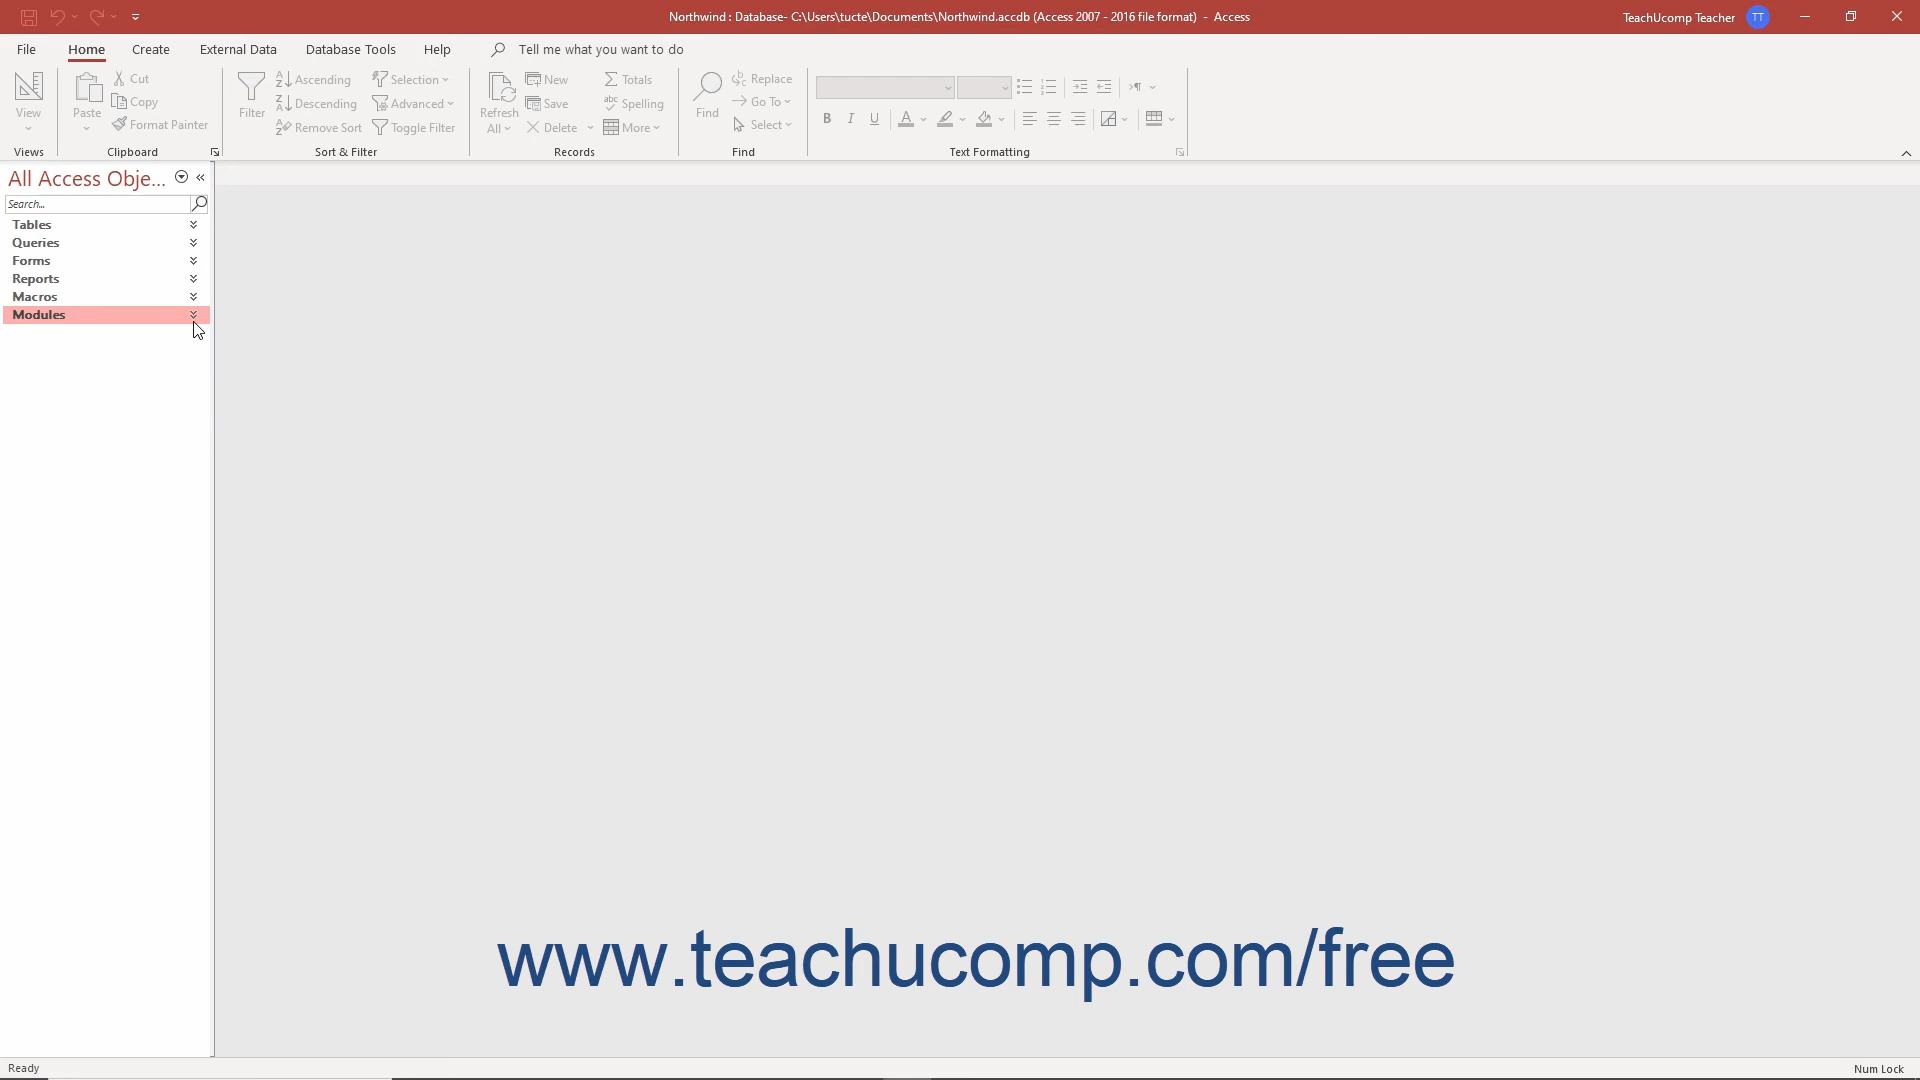 Northwind : Database- C:\Users\tucte\Documents\Northwind.accdb (Access 2007 - 2016 file format) - Access
TeachUcomp Teacher TT
File Home Create External Data Database Tools Help Tell me what you want to do
View
Views
Paste
Cut
Copy
Format Painter
Clipboard
Filter
Ascending
Descending
Remove Sort
Selection
Advanced
Toggle Filter
Sort & Filter
Refresh
All
New
Save
Delete
Totals
Spelling
More
Records
Find
Replace
Go To
Select
Find
B I U A
Text Formatting
All Access Obje...
Search...
Tables
Queries
Forms
Reports
Macros
Modules
www.teachucomp.com/free
Ready
Num Lock